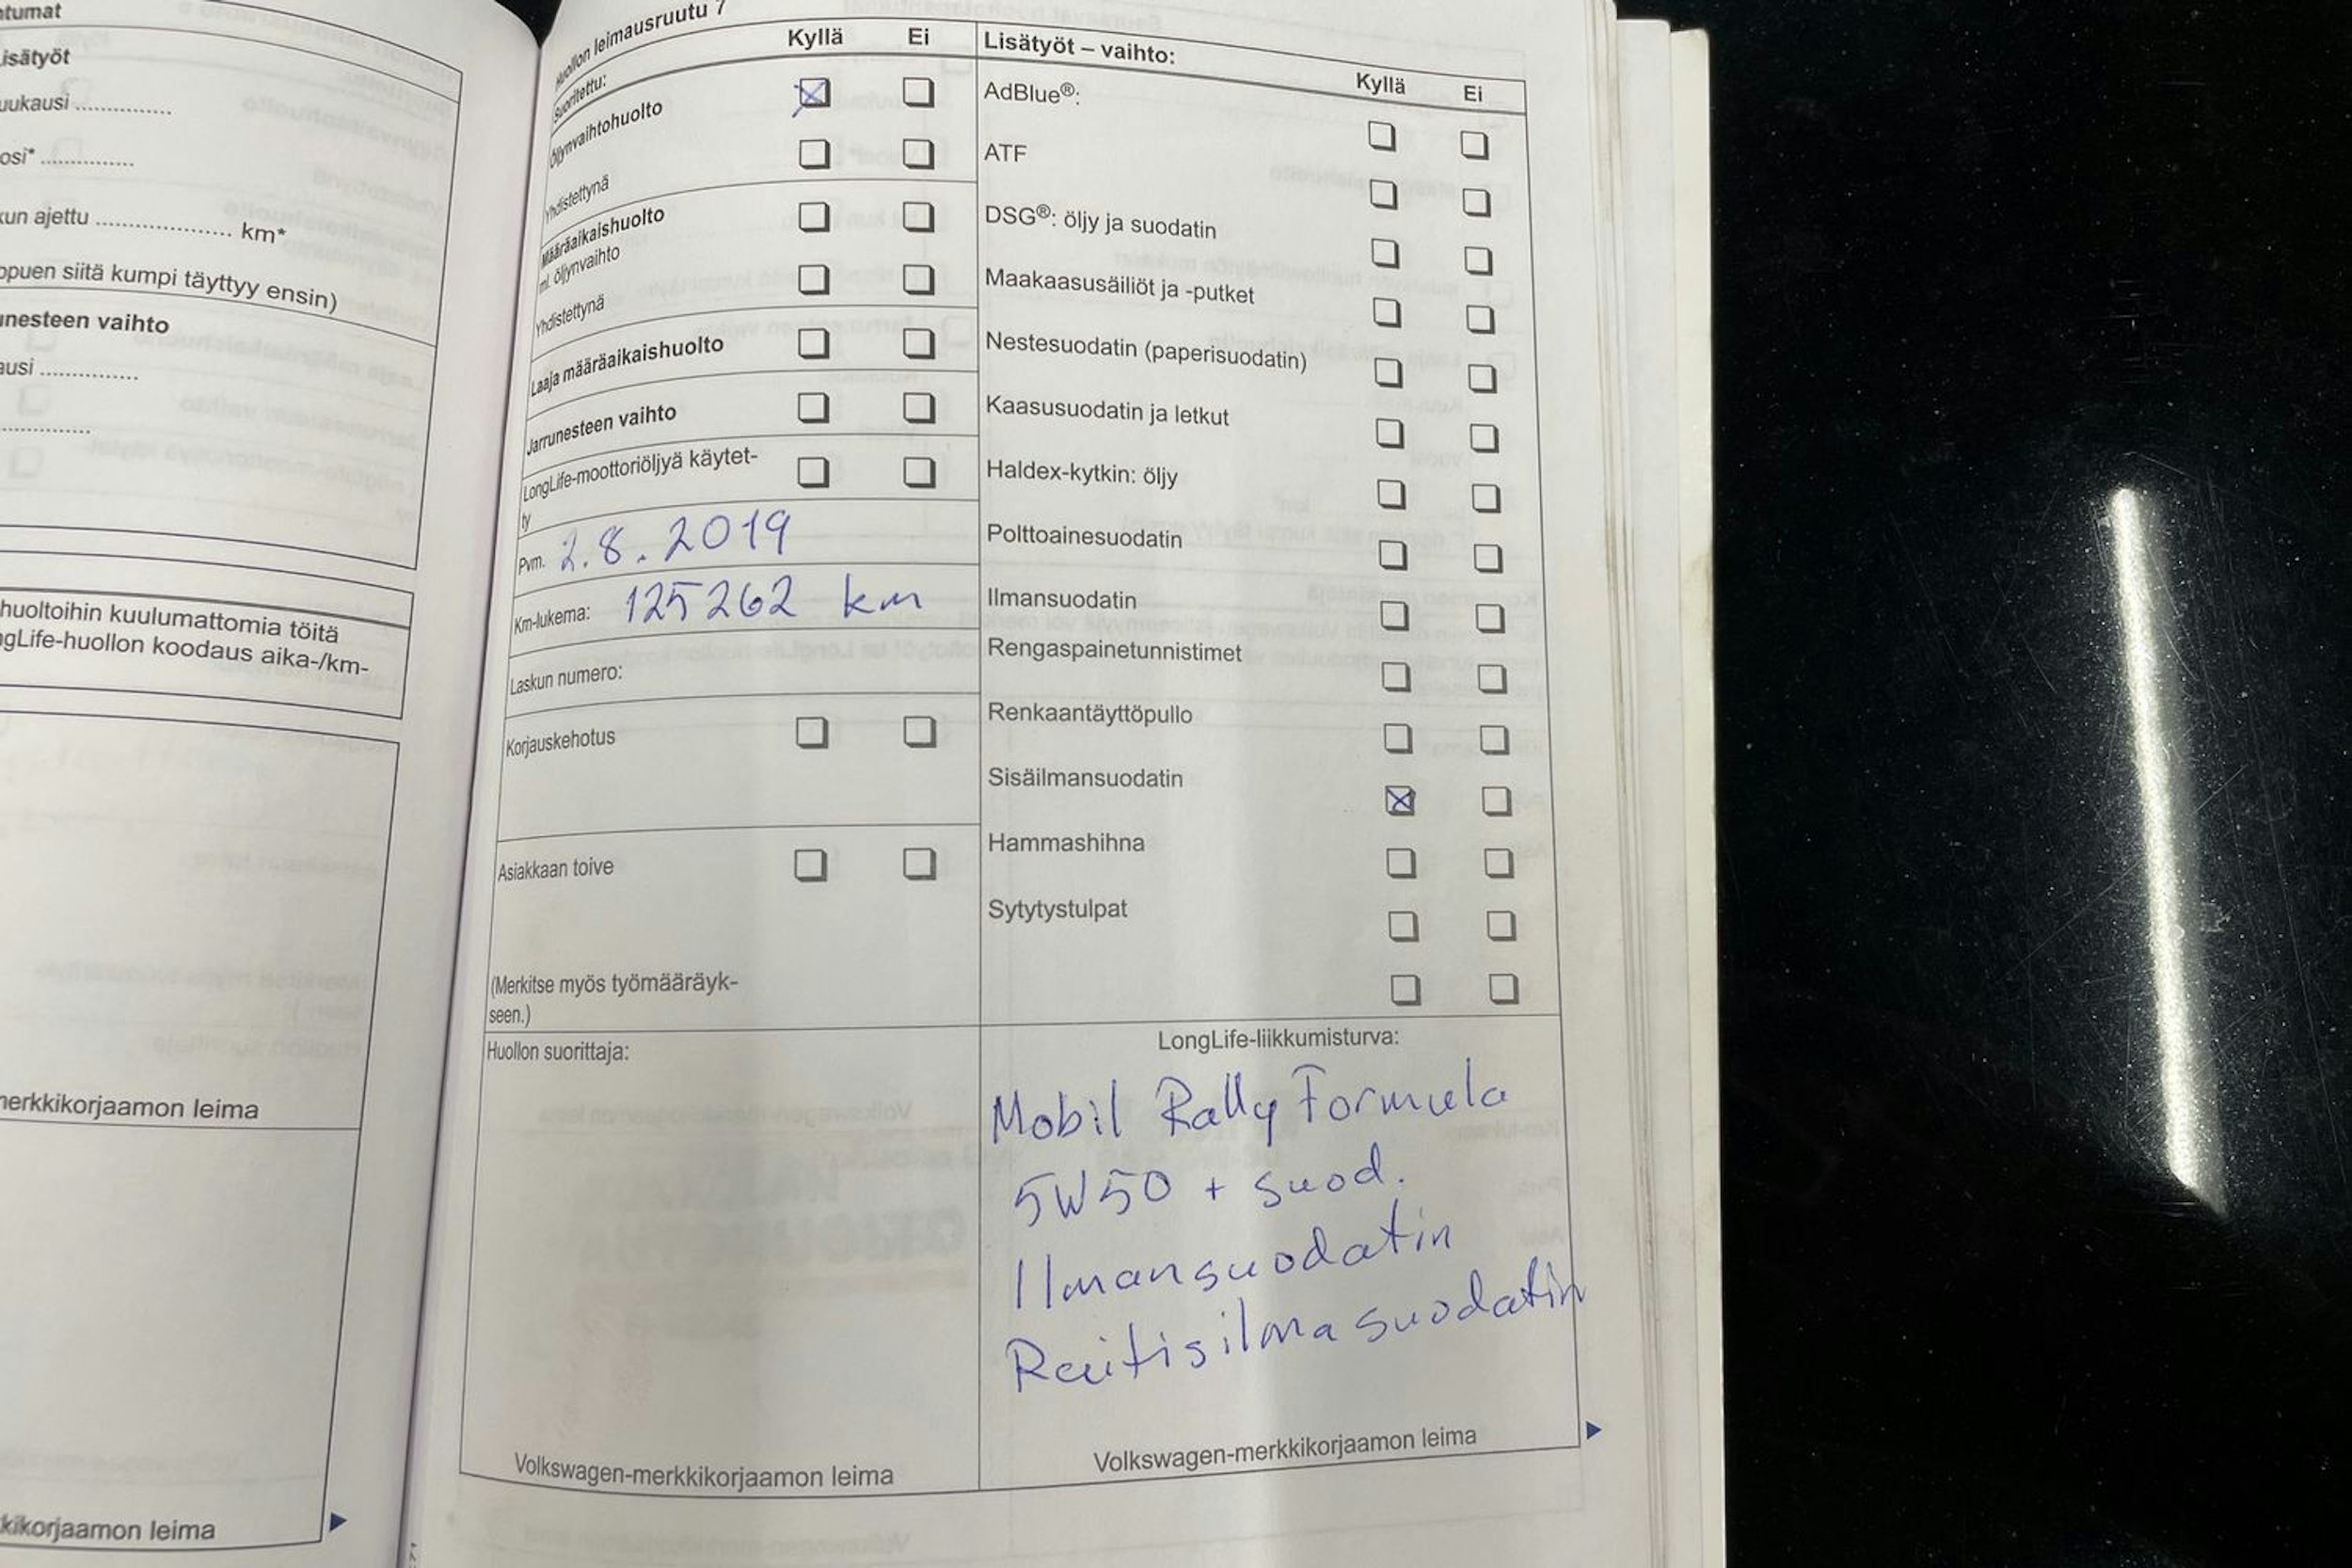 isätyöt
uukausi ..............
osi* ..............
kun ajettu .................... km*
ppuen siitä kumpi täyttyy ensin)
nesteen vaihto
ausi ..............
huoltoihin kuulumattomia töitä
ngLife-huollon koodaus aika-/km-
merkkikorjaamon leima
kikorjaamon leima
Huollon leimausruutu 7
Suoritettu: Kyllä Ei
Öljynvaihtohuolto
Yhdistettynä
Määräaikaishuolto
ml. öljynvaihto
Yhdistettynä
Laaja määräaikaishuolto
Jarrunesteen vaihto
LongLife-moottoriöljyä käytet-
ty
Pvm. 2.8.2019
Km-lukema: 125262 km
Laskun numero:
Korjauskehotus
Asiakkaan toive
(Merkitse myös työmääräyk-
seen.)
Huollon suorittaja:
Volkswagen-merkkikorjaamon leima
Lisätyöt – vaihto:
Kyllä Ei
AdBlue®:
ATF
DSG®: öljy ja suodatin
Maakaasusäiliöt ja -putket
Nestesuodatin (paperisuodatin)
Kaasusuodatin ja letkut
Haldex-kytkin: öljy
Polttoainesuodatin
Ilmansuodatin
Rengaspainetunnistimet
Renkaantäyttöpullo
Sisäilmansuodatin
Hammashihna
Sytytystulpat
LongLife-liikkumisturva:
Mobil Rally Formula
5W50 + suod.
Ilmansuodatin
Raitisilmasuodatin
Volkswagen-merkkikorjaamon leima